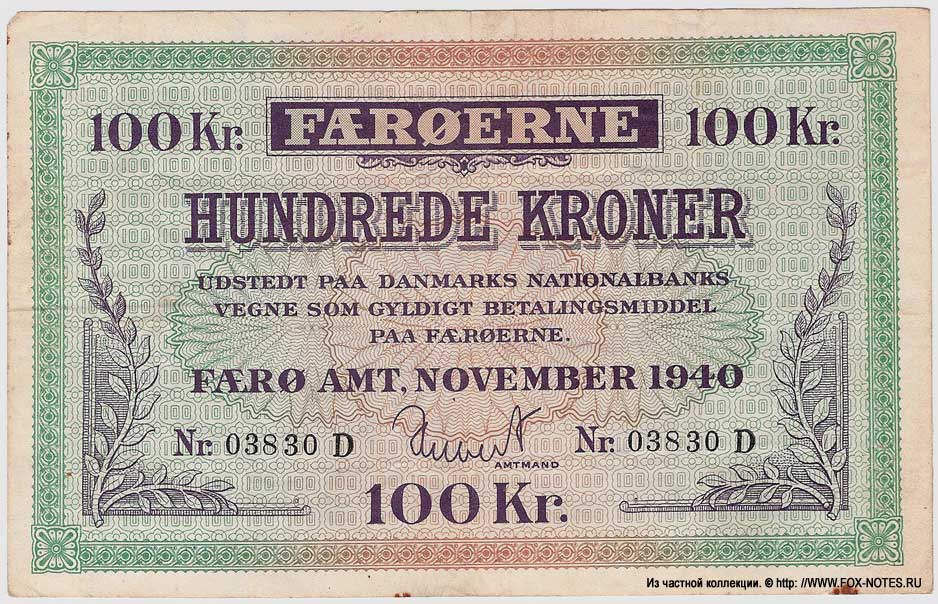 100 Kr. FÆRØERNE 100 Kr.
HUNDREDE KRONER
UDSTEDT PAA DANMARKS NATIONALBANKS
VEGNE SOM GYLDIGT BETALINGSMIDDEL
PAA FÆRØERNE.
FÆRØ AMT, NOVEMBER 1940
Nr. 03830 D Nr. 03830 D
AMTMAND
100 Kr.
Из частной коллекции. © http: //WWW.FOX-NOTES.RU